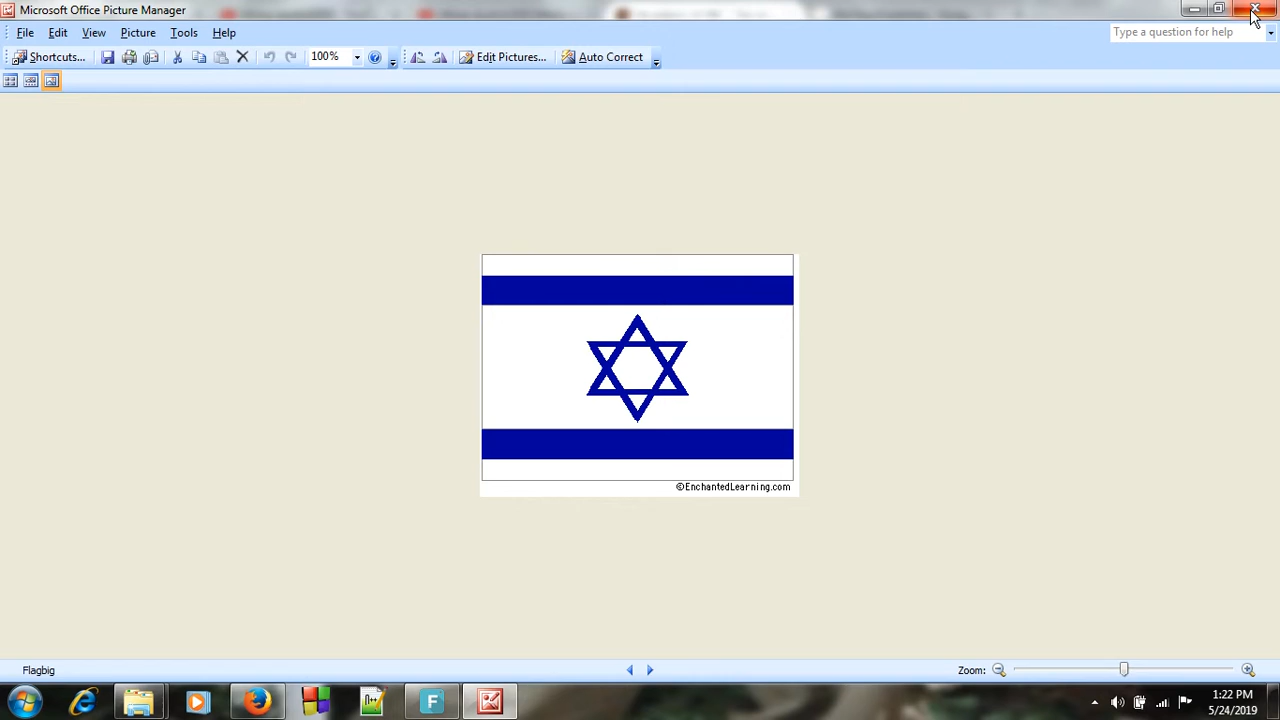 Microsoft Office Picture Manager
File Edit View Picture Tools Help
Type a question for help
Shortcuts... 100% Edit Pictures... Auto Correct
©EnchantedLearning.com
Flagbig
Zoom:
F
1:22 PM
5/24/2019